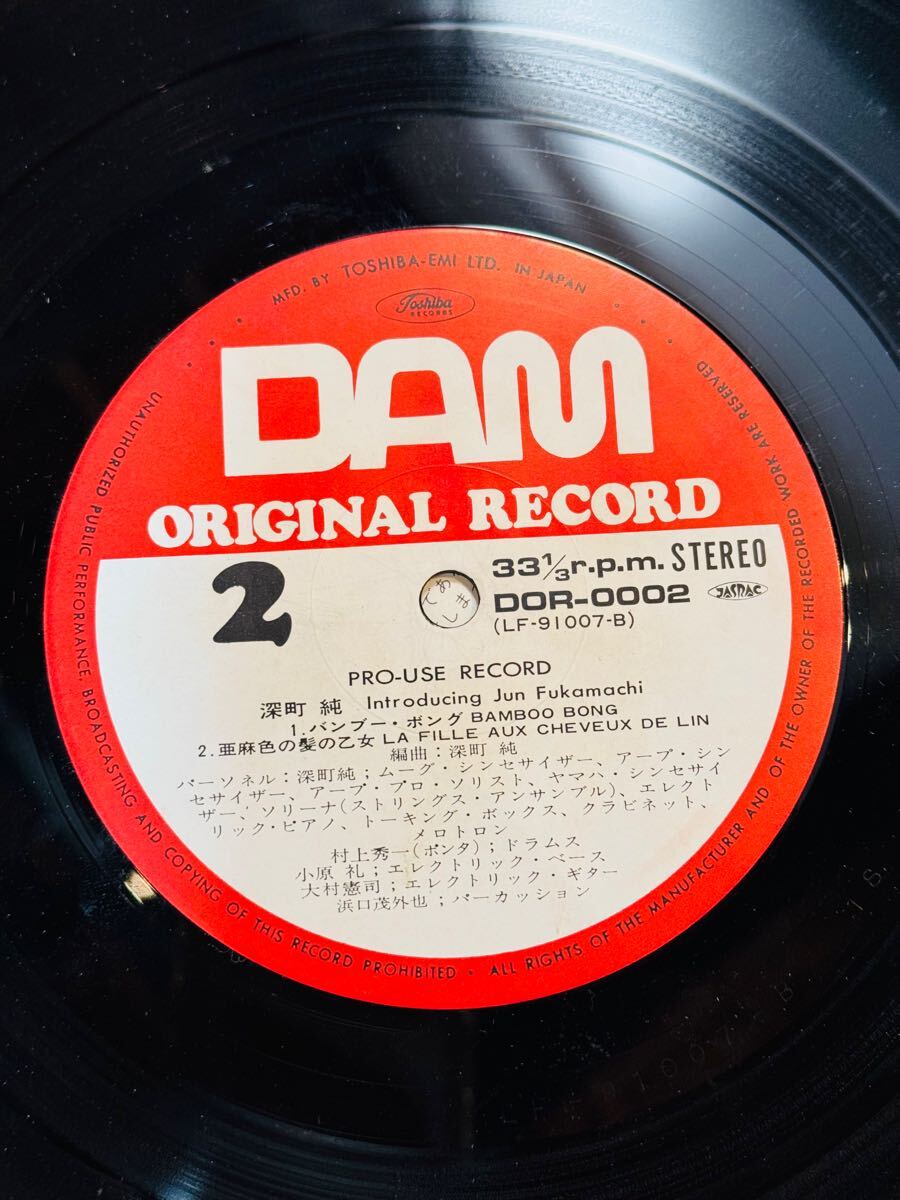 MFD. BY TOSHIBA-EMI LTD. IN JAPAN
Toshiba
RECORDS
DAM
ORIGINAL RECORD
2
33 1/3 r.p.m. STEREO
DOR-0002
JASRAC
(LF-91007-B)
PRO-USE RECORD
深町 純 Introducing Jun Fukamachi
1. バンブー・ボング BAMBOO BONG
2. 亜麻色の髪の乙女 LA FILLE AUX CHEVEUX DE LIN
編曲：深町 純
パーソネル：深町純；ムーグ・シンセサイザー、アープ・シン
セサイザー、アープ・プロ・ソリスト、ヤマハ・シンセサイ
ザー、ソリーナ(ストリングス・アンサンブル)、エレクト
リック・ピアノ、トーキング・ボックス、クラビネット、
メロトロン
村上秀一(ポンタ)；ドラムス
小原 礼；エレクトリック・ベース
大村憲司；エレクトリック・ギター
浜口茂外也；パーカッション
UNAUTHORIZED PUBLIC PERFORMANCE, BROADCASTING AND COPYING OF THIS RECORD PROHIBITED • ALL RIGHTS OF THE MANUFACTURER AND OF THE OWNER OF THE RECORDED WORK ARE RESERVED